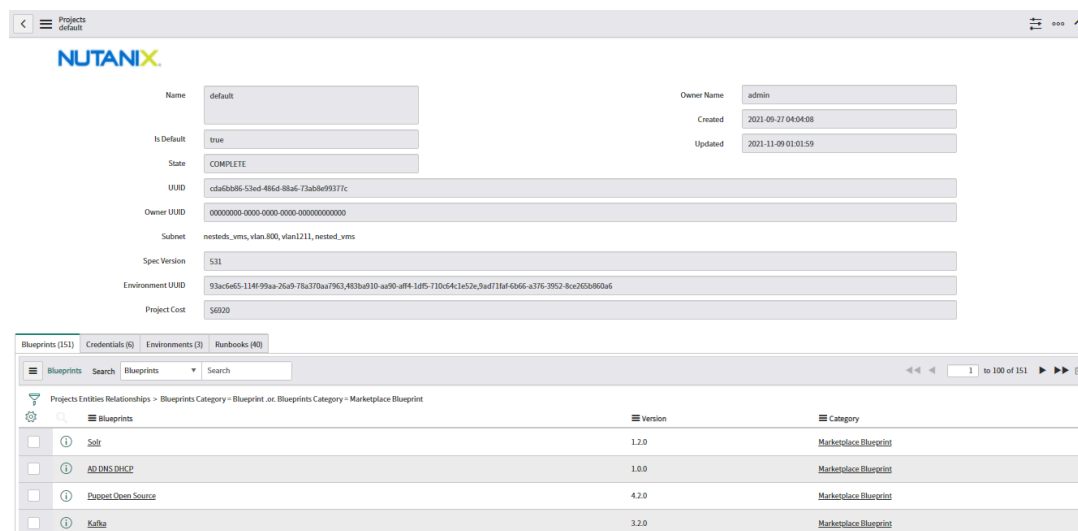 Projects
default
NUTANIX
Name default
Owner Name admin
Created 2021-09-27 04:04:08
Is Default true
Updated 2021-11-09 01:01:59
State COMPLETE
UUID cda6bb86-53ed-486d-88a6-73ab8e99377c
Owner UUID 00000000-0000-0000-0000-000000000000
Subnet nesteds_vms, vlan.800, vlan1211, nested_vms
Spec Version 531
Environment UUID 93ac6e65-114f-99aa-26a9-78a370aa7963,483ba910-aa90-aff4-1df5-710c64c1e52e,9ad71faf-6b66-a376-3952-8ce265b860a6
Project Cost $6920
Blueprints (151) Credentials (6) Environments (3) Runbooks (40)
Blueprints Search Blueprints Search 1 to 100 of 151
Projects Entities Relationships > Blueprints Category = Blueprint .or. Blueprints Category = Marketplace Blueprint
Blueprints Version Category
Solr 1.2.0 Marketplace Blueprint
AD DNS DHCP 1.0.0 Marketplace Blueprint
Puppet Open Source 4.2.0 Marketplace Blueprint
Kafka 3.2.0 Marketplace Blueprint